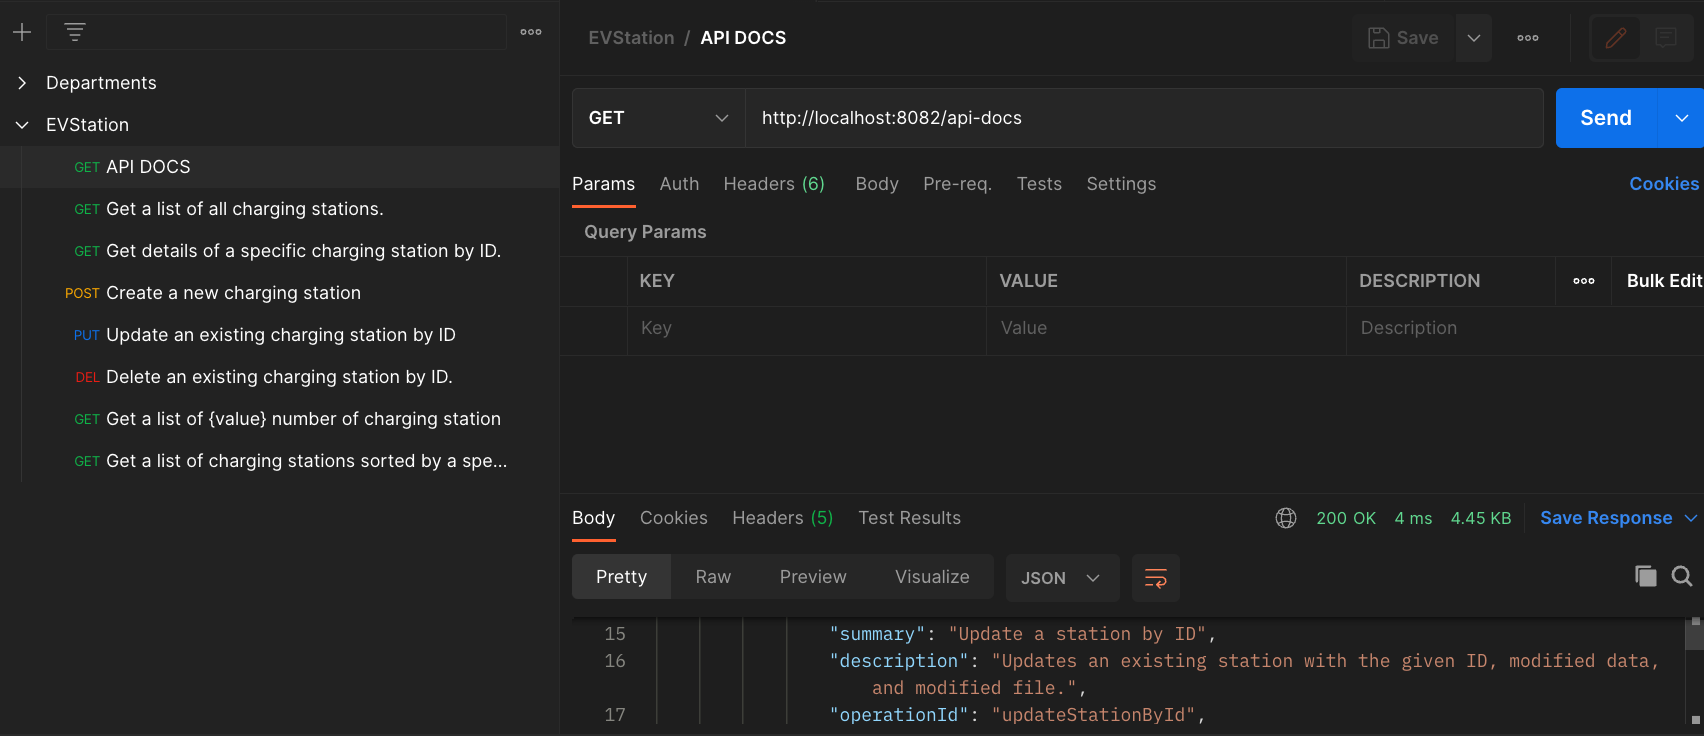 Departments
EVStation
GET API DOCS
GET Get a list of all charging stations.
GET Get details of a specific charging station by ID.
POST Create a new charging station
PUT Update an existing charging station by ID
DEL Delete an existing charging station by ID.
GET Get a list of {value} number of charging station
GET Get a list of charging stations sorted by a spe...
EVStation / API DOCS
Save
GET http://localhost:8082/api-docs Send
Params Auth Headers (6) Body Pre-req. Tests Settings Cookies
Query Params
KEY VALUE DESCRIPTION Bulk Edit
Key Value Description
Body Cookies Headers (5) Test Results 200 OK 4 ms 4.45 KB Save Response
Pretty Raw Preview Visualize JSON
15 "summary": "Update a station by ID",
16 "description": "Updates an existing station with the given ID, modified data,
and modified file.",
17 "operationId": "updateStationById",